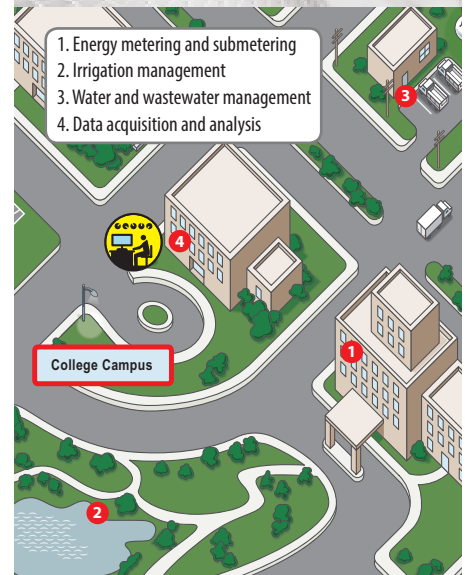 1. Energy metering and submetering
2. Irrigation management
3. Water and wastewater management
4. Data acquisition and analysis
3
4
College Campus
1
2